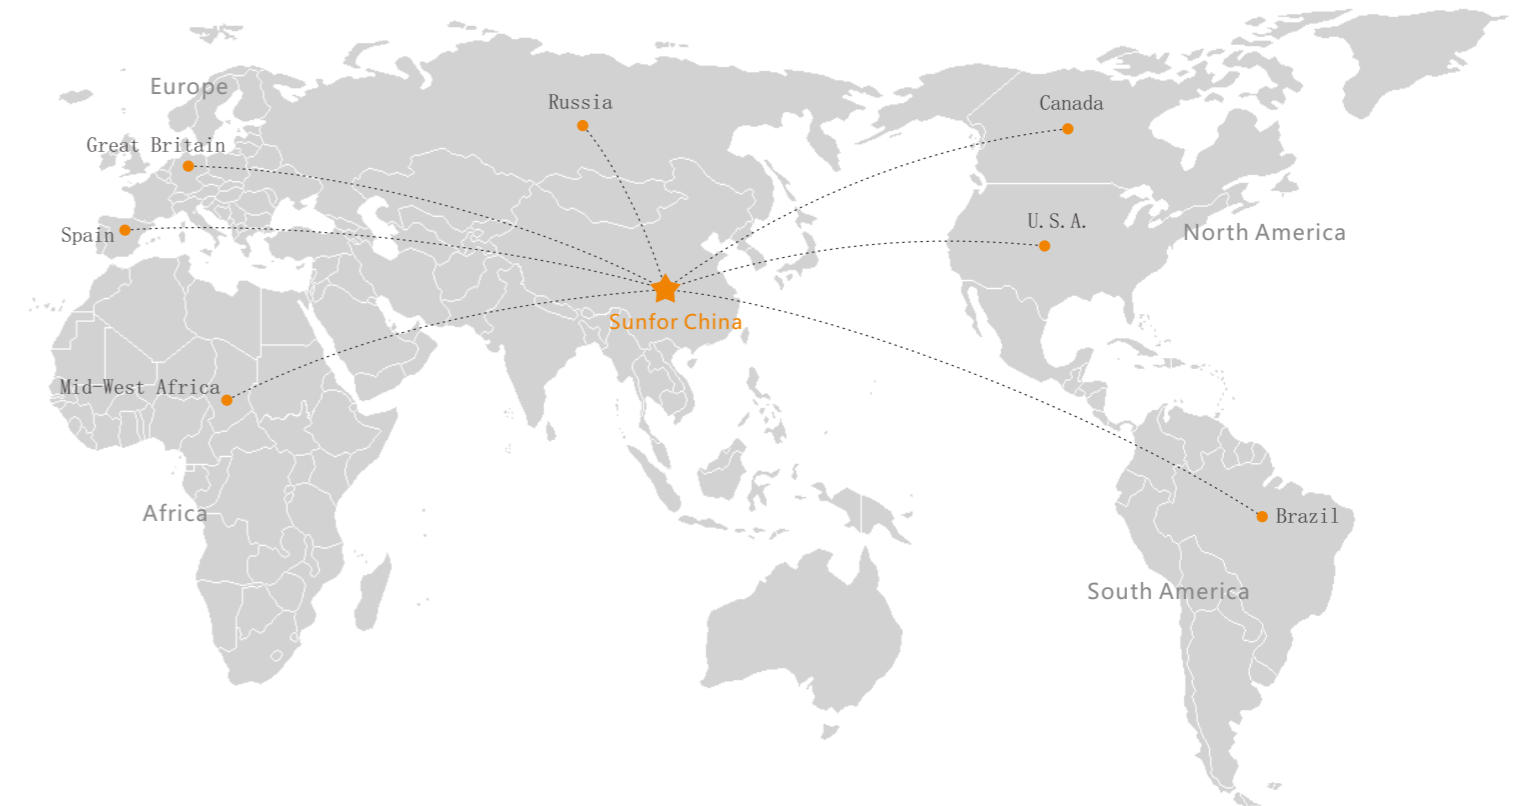 Europe
Russia
Canada
Great Britain
U.S.A.
North America
Spain
Sunfor China
Mid-West Africa
Africa
Brazil
South America